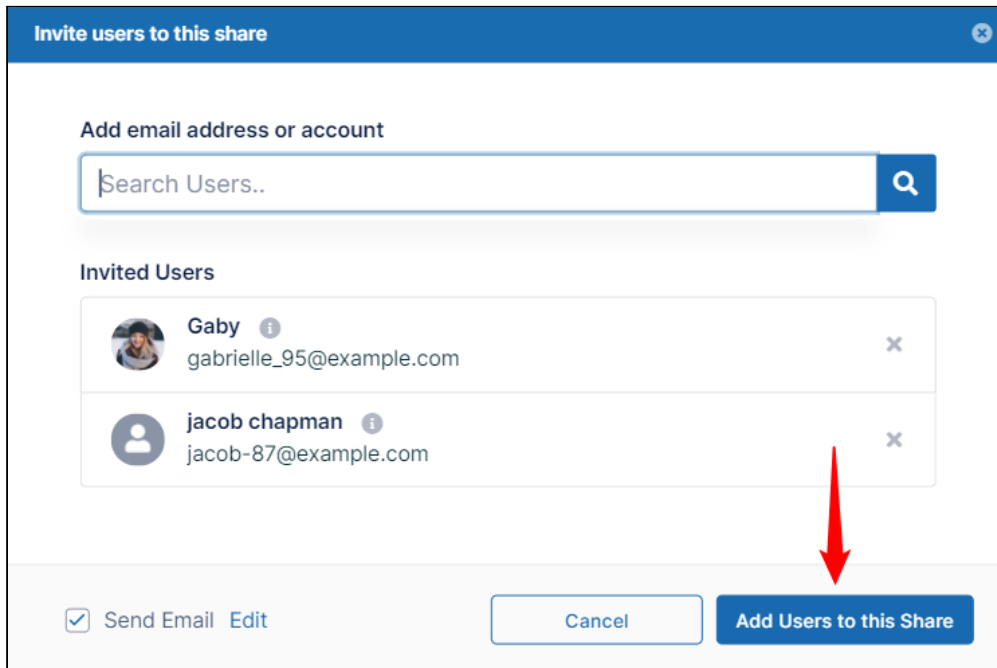 Invite users to this share
Add email address or account
Search Users..
Invited Users
Gaby
gabrielle_95@example.com
jacob chapman
jacob-87@example.com
Send Email Edit
Cancel
Add Users to this Share